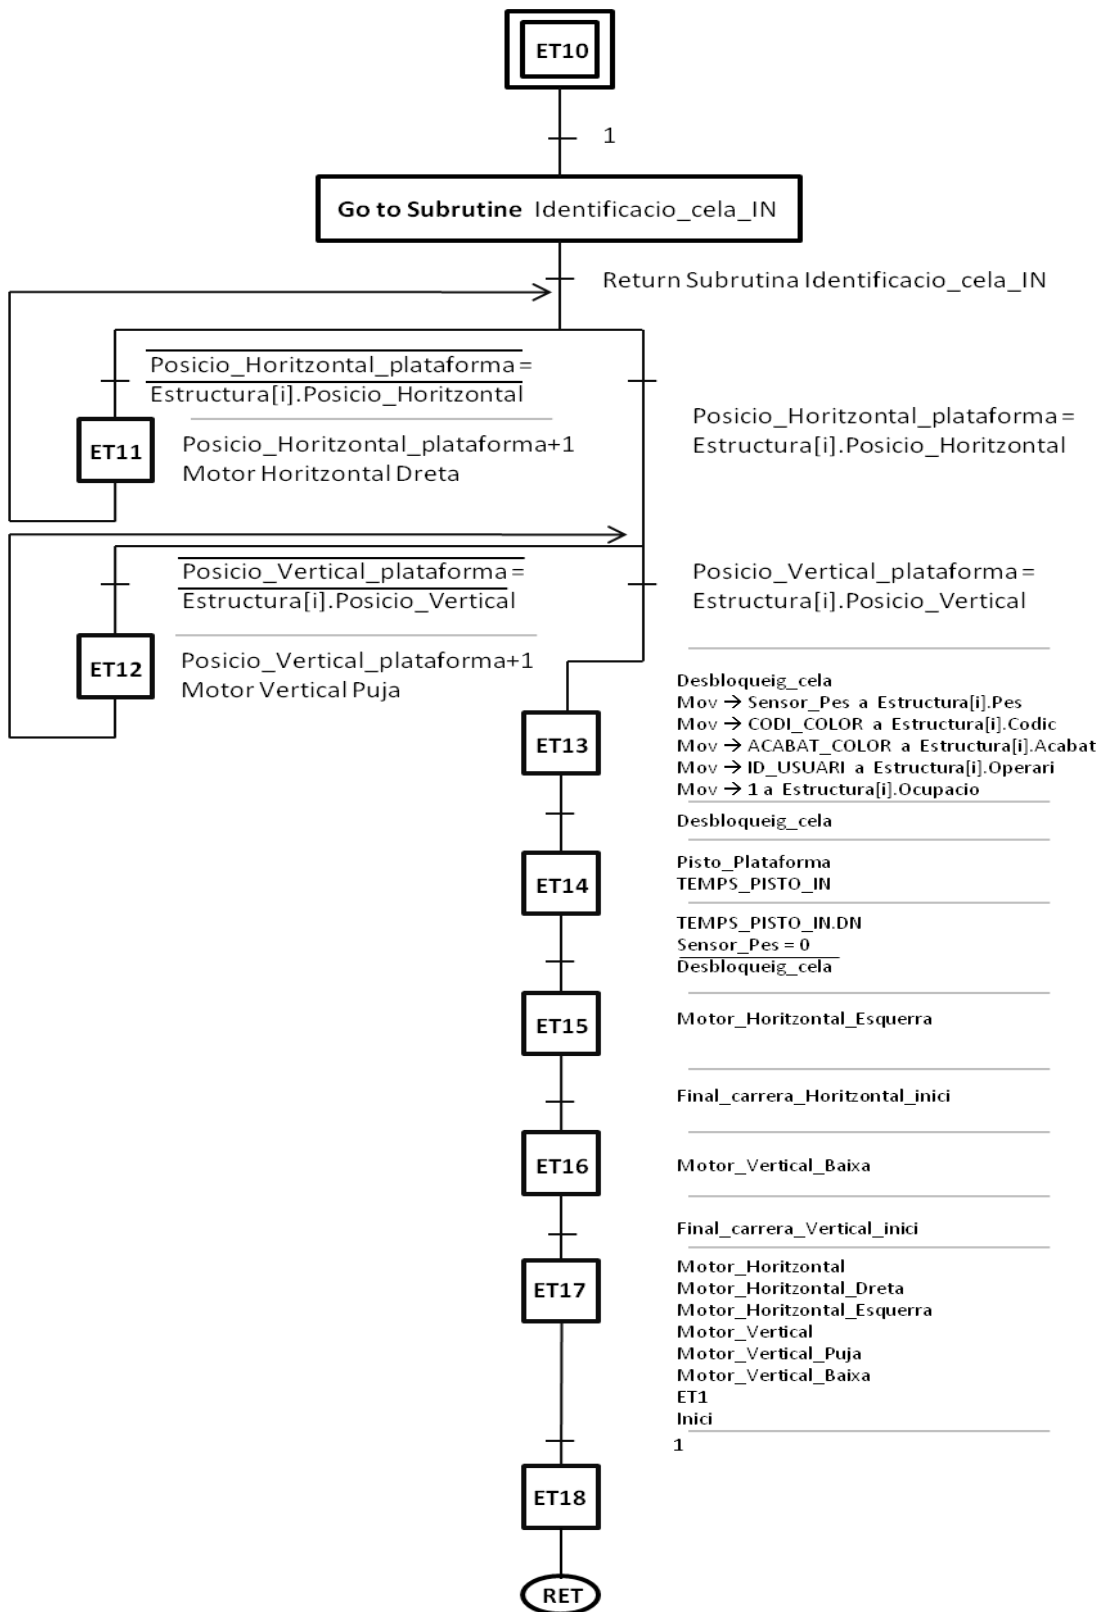 ET10
1
Go to Subrutine Identificacio_cela_IN
Return Subrutina Identificacio_cela_IN
Posicio_Horitzontal_plataforma=
Estructura[i].Posicio_Horitzontal
ET11
Posicio_Horitzontal_plataforma+1
Motor Horitzontal Dreta
Posicio_Horitzontal_plataforma=
Estructura[i].Posicio_Horitzontal
Posicio_Vertical_plataforma=
Estructura[i].Posicio_Vertical
ET12
Posicio_Vertical_plataforma+1
Motor Vertical Puja
Posicio_Vertical_plataforma=
Estructura[i].Posicio_Vertical
ET13
Desbloqueig_cela
Mov → Sensor_Pes a Estructura[i].Pes
Mov → CODI_COLOR a Estructura[i].Codic
Mov → ACABAT_COLOR a Estructura[i].Acabat
Mov → ID_USUARI a Estructura[i].Operari
Mov → 1 a Estructura[i].Ocupacio
Desbloqueig_cela
ET14
Pisto_Plataforma
TEMPS_PISTO_IN
TEMPS_PISTO_IN.DN
Sensor_Pes = 0
Desbloqueig_cela
ET15
Motor_Horitzontal_Esquerra
Final_carrera_Horitzontal_inici
ET16
Motor_Vertical_Baixa
Final_carrera_Vertical_inici
ET17
Motor_Horitzontal
Motor_Horitzontal_Dreta
Motor_Horitzontal_Esquerra
Motor_Vertical
Motor_Vertical_Puja
Motor_Vertical_Baixa
ET1
Inici
1
ET18
RET